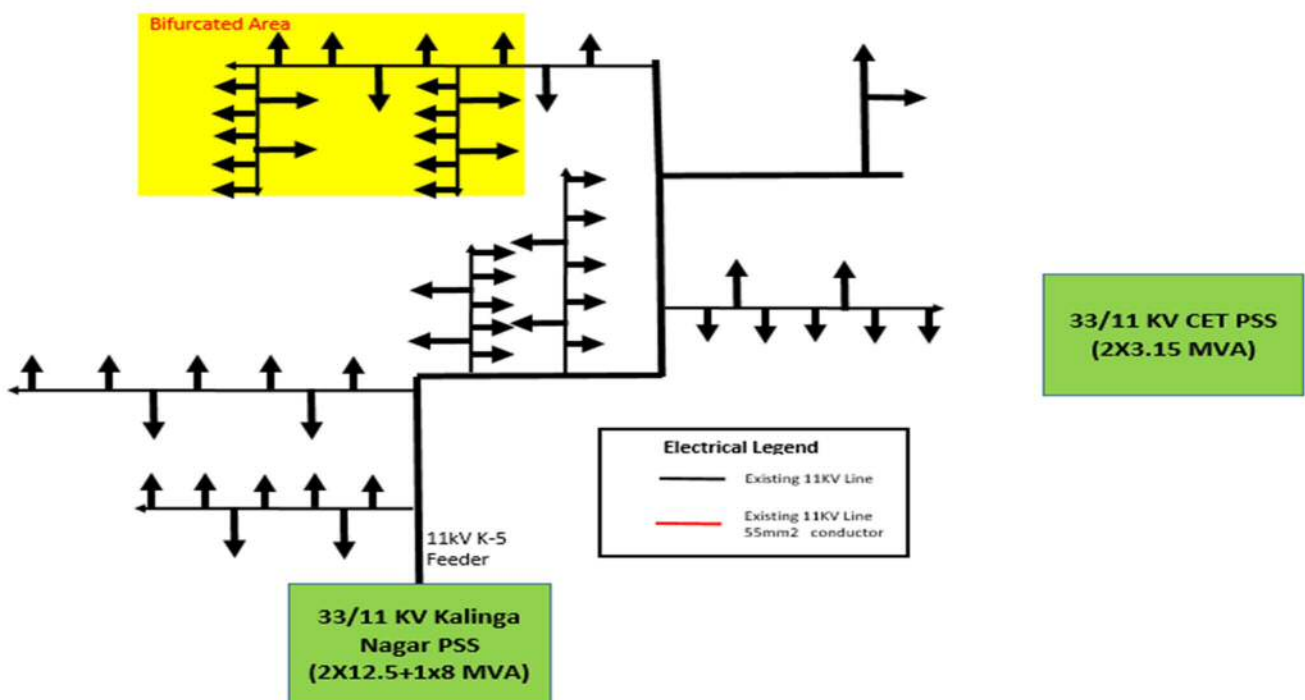 Bifurcated Area
33/11 KV CET PSS
(2X3.15 MVA)
Electrical Legend
Existing 11KV Line
Existing 11KV Line
55mm2 conductor
11kV K-5
Feeder
33/11 KV Kalinga
Nagar PSS
(2X12.5+1x8 MVA)